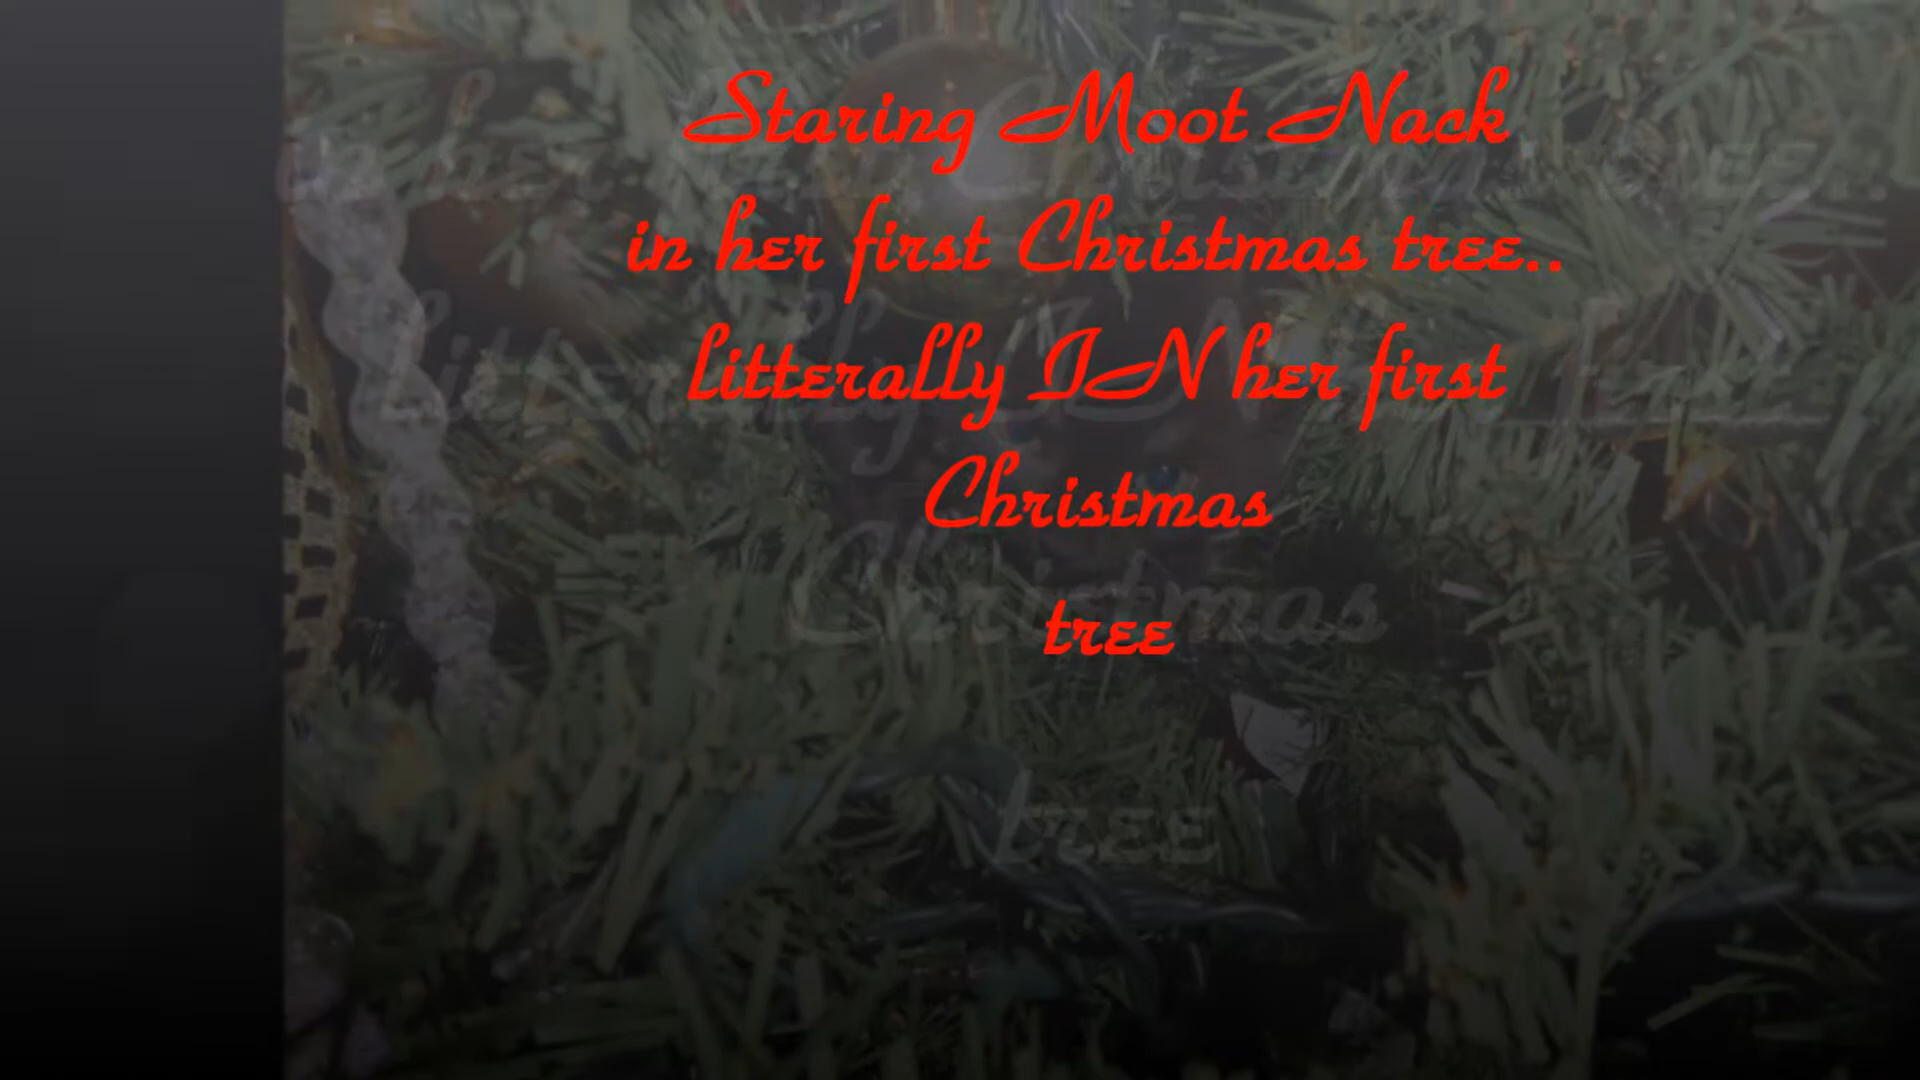 Staring Moot Nack
in her first Christmas tree..
litterally IN her first
Christmas
tree